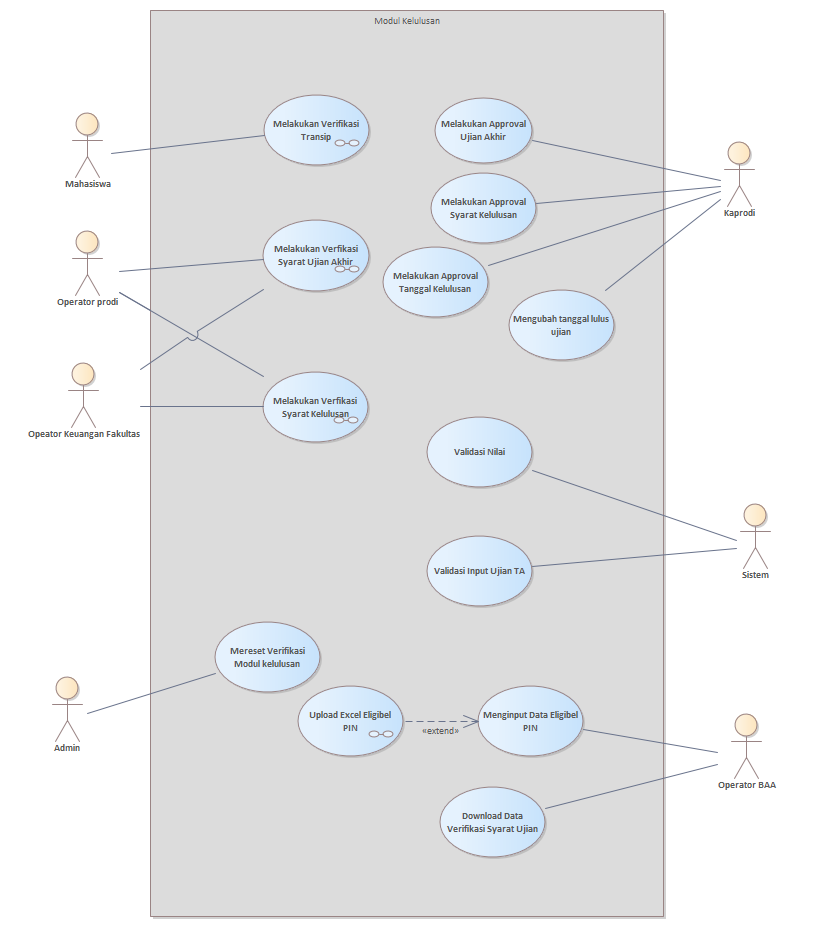 Modul Kelulusan
Melakukan Verifikasi
Transip
Melakukan Approval
Ujian Akhir
Mahasiswa
Melakukan Approval
Syarat Kelulusan
Kaprodi
Melakukan Verfikasi
Syarat Ujian Akhir
Melakukan Approval
Tanggal Kelulusan
Operator prodi
Mengubah tanggal lulus
ujian
Melakukan Verfikasi
Syarat Kelulusan
Opeator Keuangan Fakultas
Validasi Nilai
Validasi Input Ujian TA
Sistem
Mereset Verifikasi
Modul kelulusan
Admin
Upload Excel Eligibel
PIN
«extend»
Menginput Data Eligibel
PIN
Operator BAA
Download Data
Verifikasi Syarat Ujian